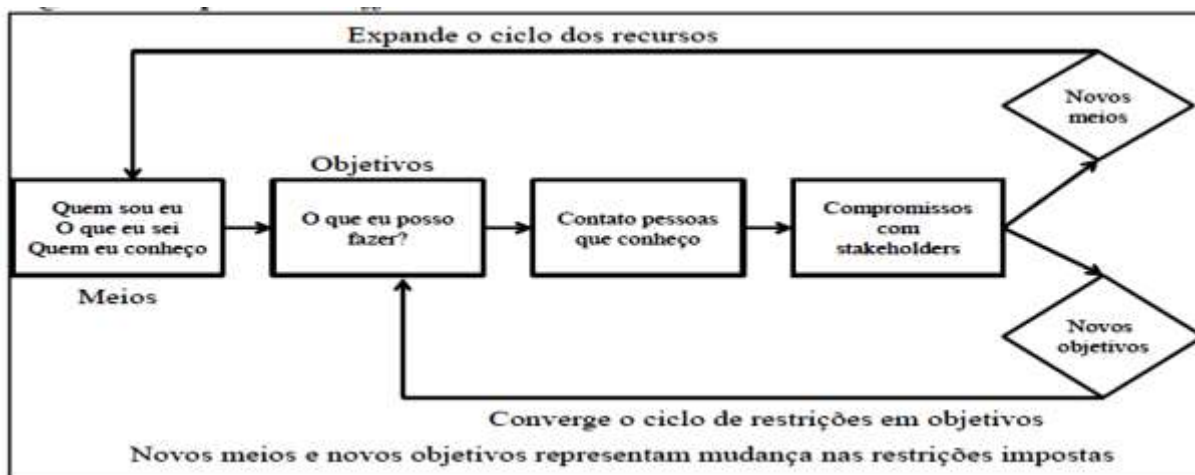 Expande o ciclo dos recursos
Novos
meios
Objetivos
Quem sou eu
O que eu sei
Quem eu conheço
O que eu posso
fazer?
Contato pessoas
que conheço
Compromissos
com
stakeholders
Meios
Novos
objetivos
Converge o ciclo de restrições em objetivos
Novos meios e novos objetivos representam mudança nas restrições impostas